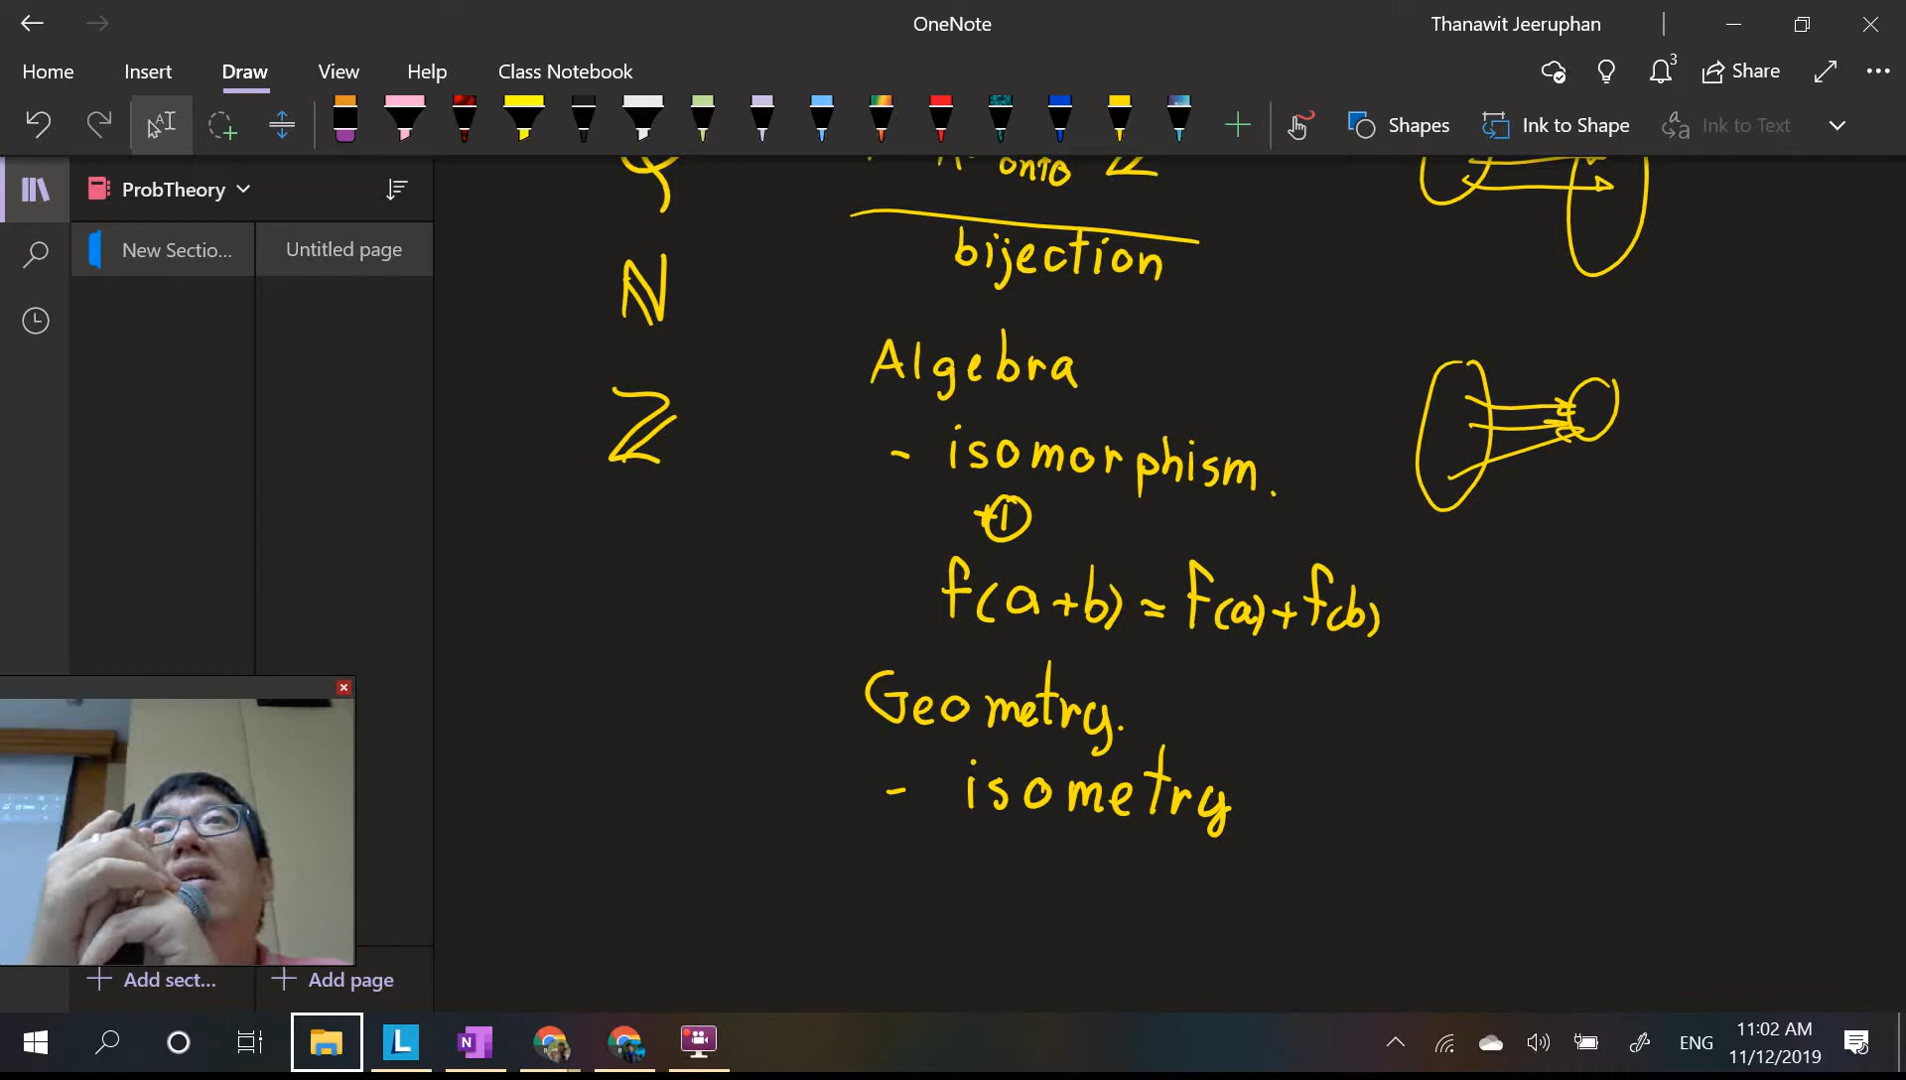 OneNote
Thanawit Jeeruphan
Home Insert Draw View Help Class Notebook
3
Share
Shapes
Ink to Shape
Ink to Text
ProbTheory
New Sectio...
Untitled page
onto ℤ
bijection
ℕ
ℤ
Algebra
- isomorphism.
①
f(a+b) = f(a)+f(b)
Geometry.
- isometry
Add sect...
Add page
ENG
11:02 AM
11/12/2019